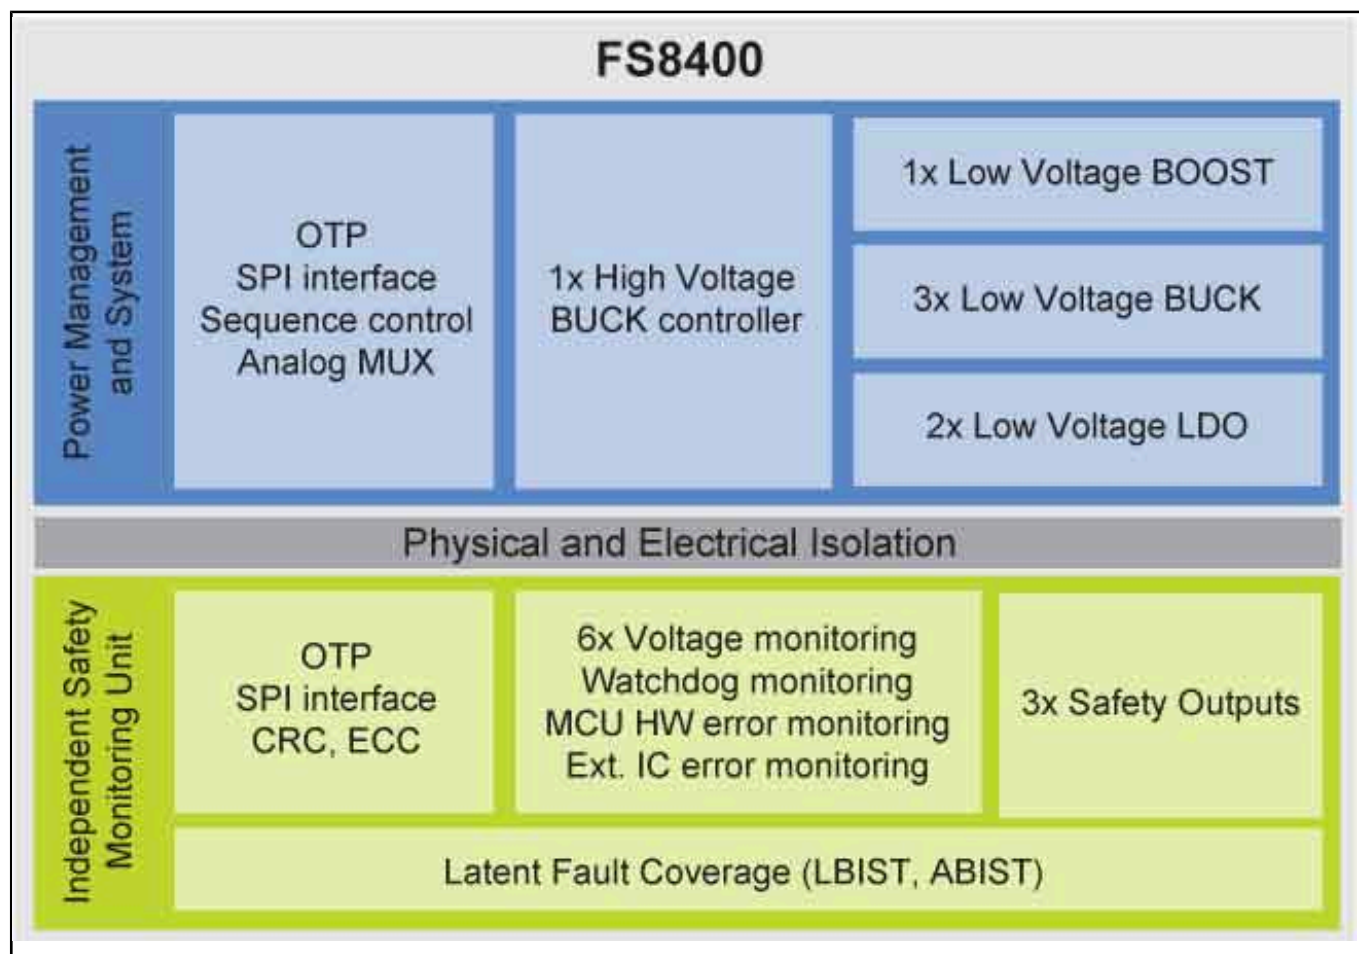 FS8400
Power Management
and System
OTP
SPI interface
Sequence control
Analog MUX
1x High Voltage
BUCK controller
1x Low Voltage BOOST
3x Low Voltage BUCK
2x Low Voltage LDO
Physical and Electrical Isolation
Independent Safety
Monitoring Unit
OTP
SPI interface
CRC, ECC
6x Voltage monitoring
Watchdog monitoring
MCU HW error monitoring
Ext. IC error monitoring
3x Safety Outputs
Latent Fault Coverage (LBIST, ABIST)